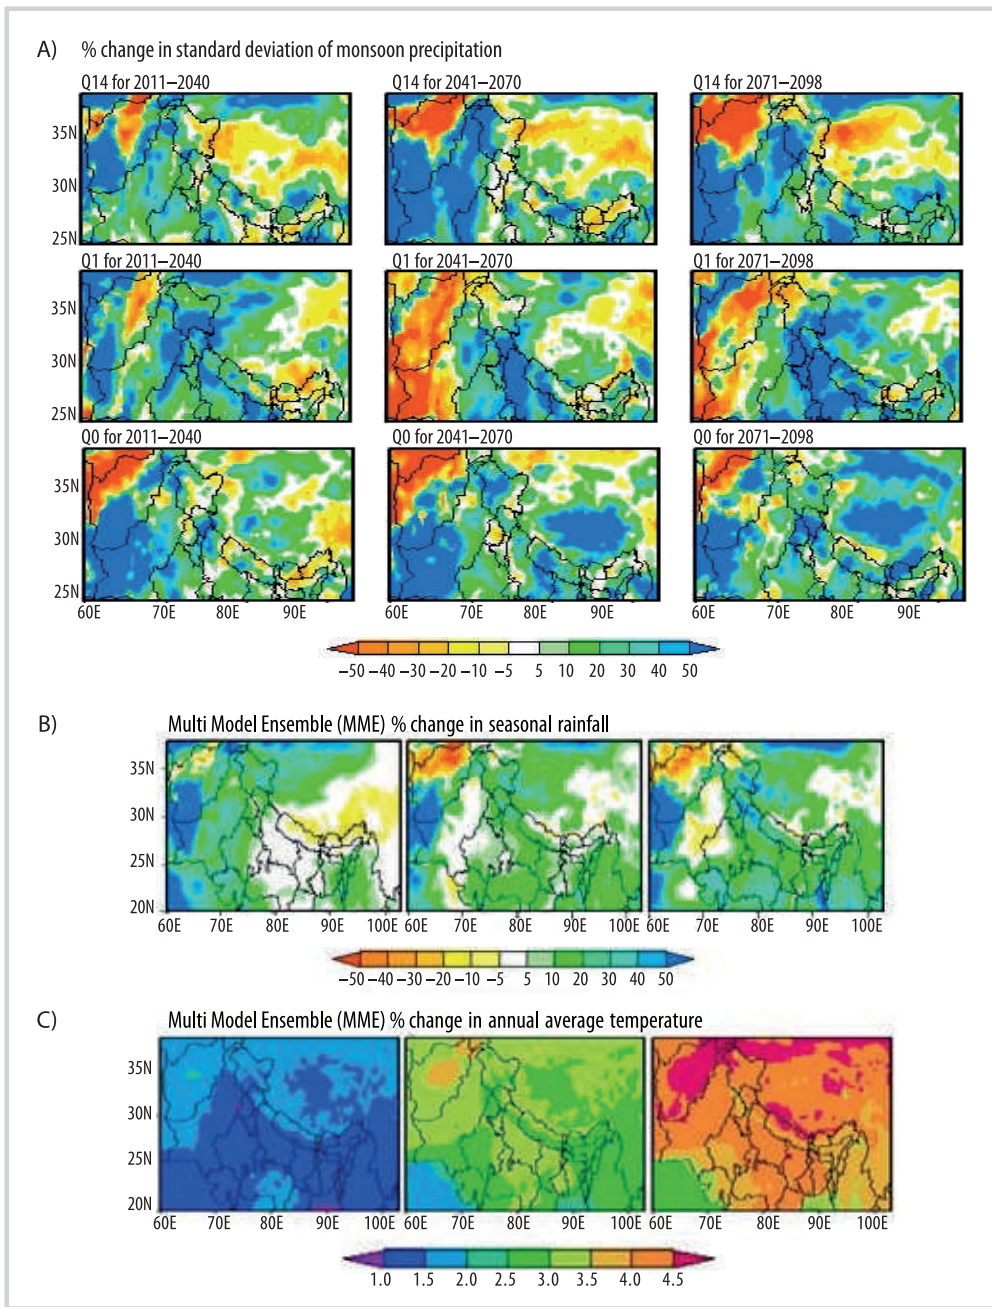 A) % change in standard deviation of monsoon precipitation
Q14 for 2011–2040 Q14 for 2041–2070 Q14 for 2071–2098
35N
30N
25N
Q1 for 2011–2040 Q1 for 2041–2070 Q1 for 2071–2098
35N
30N
25N
Q0 for 2011–2040 Q0 for 2041–2070 Q0 for 2071–2098
35N
30N
25N
60E 70E 80E 90E 60E 70E 80E 90E 60E 70E 80E 90E
−50 −40 −30 −20 −10 −5 5 10 20 30 40 50
B) Multi Model Ensemble (MME) % change in seasonal rainfall
35N
30N
25N
20N
60E 70E 80E 90E 100E 60E 70E 80E 90E 100E 60E 70E 80E 90E 100E
−50 −40 −30 −20 −10 −5 5 10 20 30 40 50
C) Multi Model Ensemble (MME) % change in annual average temperature
35N
30N
25N
20N
60E 70E 80E 90E 100E 60E 70E 80E 90E 100E 60E 70E 80E 90E 100E
1.0 1.5 2.0 2.5 3.0 3.5 4.0 4.5